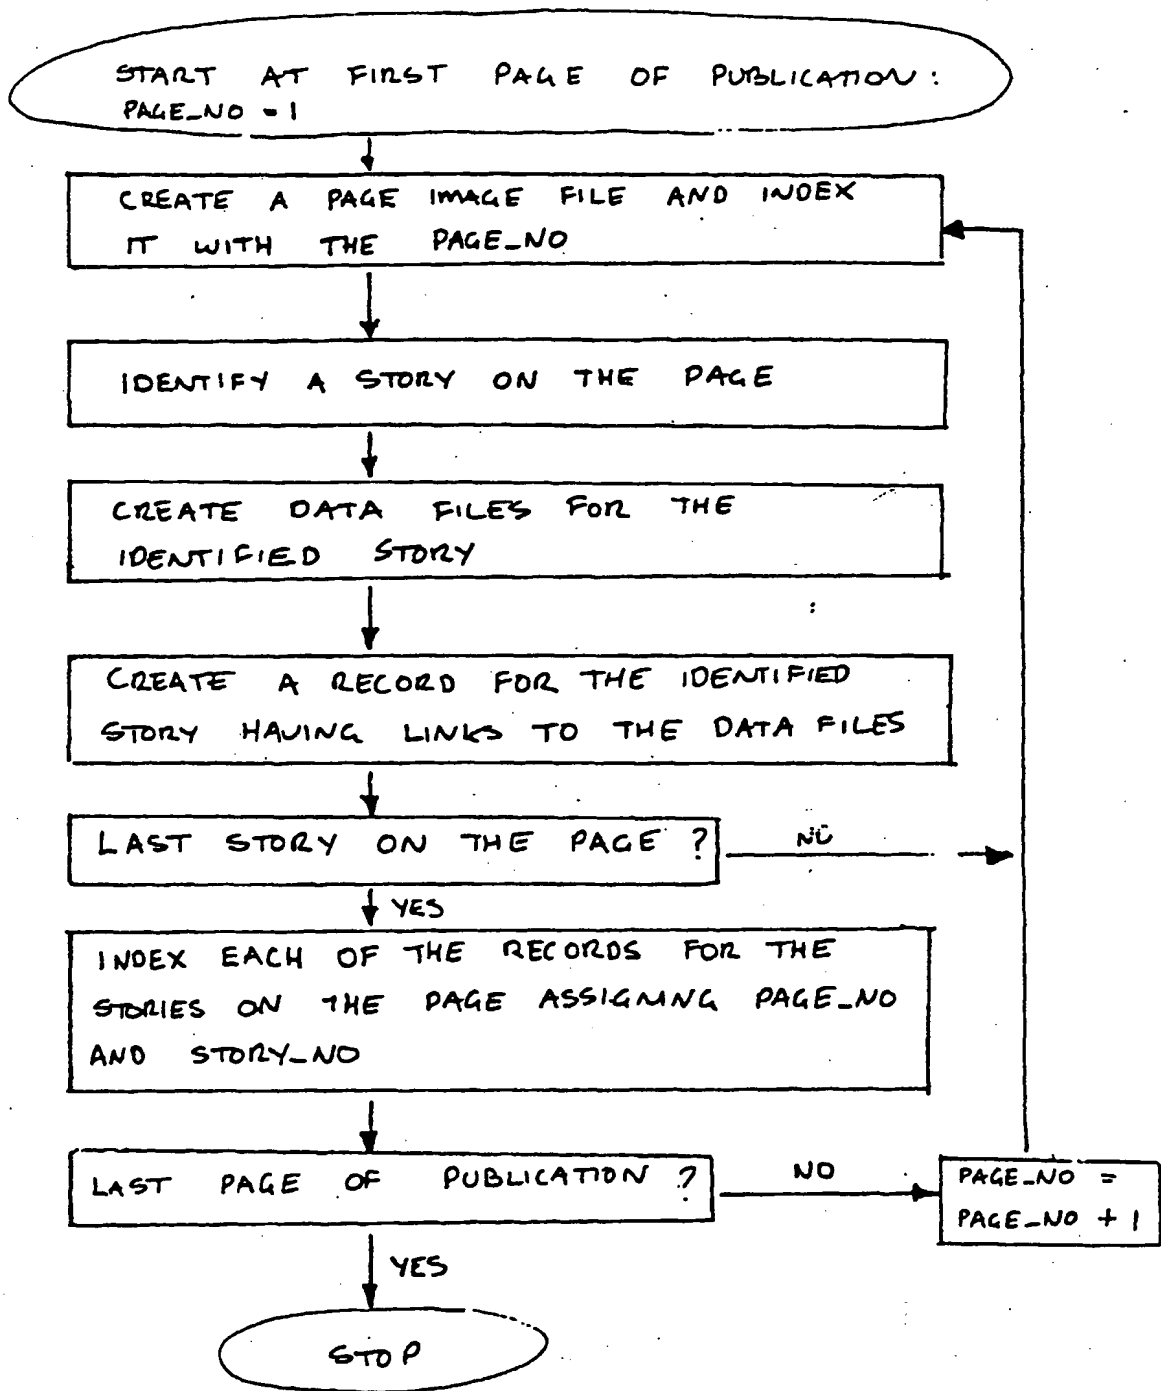 START AT FIRST PAGE OF PUBLICATION:
PAGE_NO = 1
CREATE A PAGE IMAGE FILE AND INDEX
IT WITH THE PAGE_NO
IDENTIFY A STORY ON THE PAGE
CREATE DATA FILES FOR THE
IDENTIFIED STORY
CREATE A RECORD FOR THE IDENTIFIED
STORY HAVING LINKS TO THE DATA FILES
LAST STORY ON THE PAGE ?
NO
YES
INDEX EACH OF THE RECORDS FOR THE
STORIES ON THE PAGE ASSIGNING PAGE_NO
AND STORY_NO
LAST PAGE OF PUBLICATION ?
NO
PAGE_NO =
PAGE_NO + 1
YES
STOP